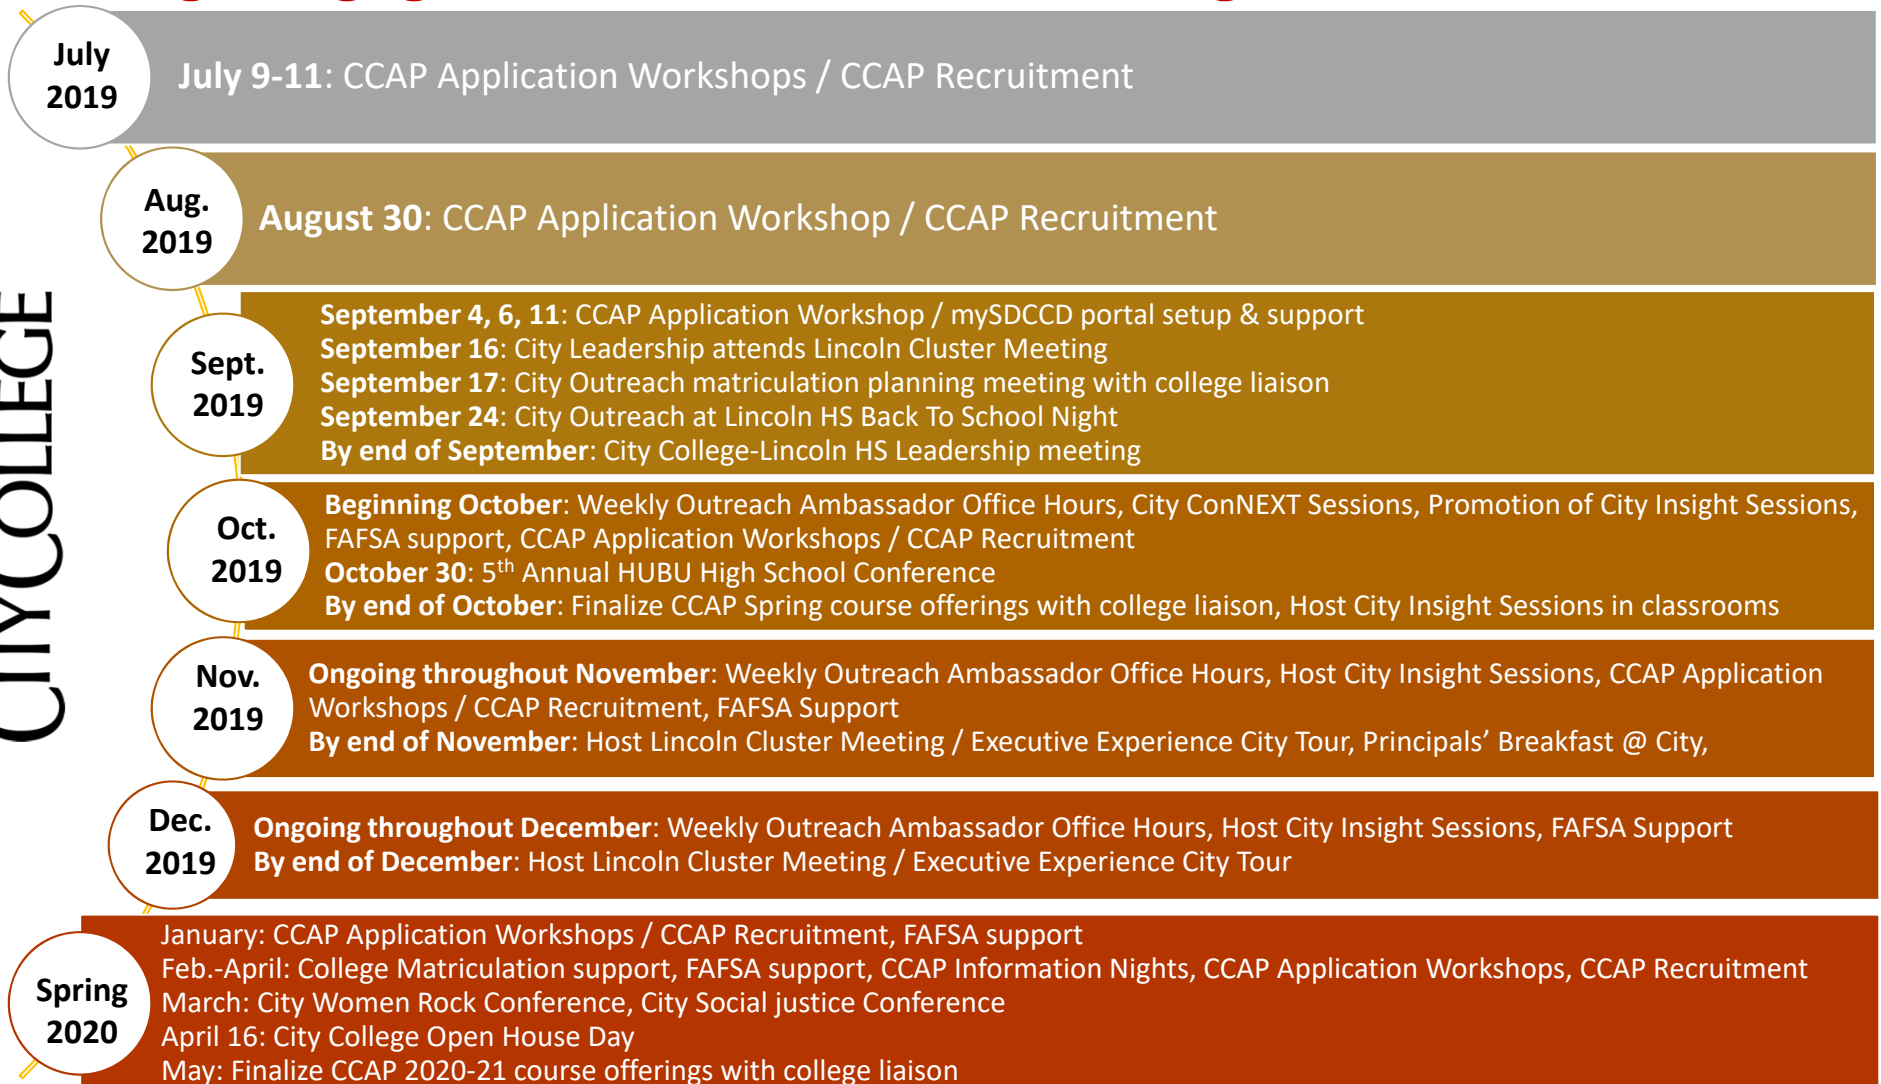 July
2019
July 9-11: CCAP Application Workshops / CCAP Recruitment
Aug.
2019
August 30: CCAP Application Workshop / CCAP Recruitment
Sept.
2019
September 4, 6, 11: CCAP Application Workshop / mySDCCD portal setup & support
September 16: City Leadership attends Lincoln Cluster Meeting
September 17: City Outreach matriculation planning meeting with college liaison
September 24: City Outreach at Lincoln HS Back To School Night
By end of September: City College-Lincoln HS Leadership meeting
Oct.
2019
Beginning October: Weekly Outreach Ambassador Office Hours, City ConNEXT Sessions, Promotion of City Insight Sessions,
FAFSA support, CCAP Application Workshops / CCAP Recruitment
October 30: 5th Annual HUBU High School Conference
By end of October: Finalize CCAP Spring course offerings with college liaison, Host City Insight Sessions in classrooms
Nov.
2019
Ongoing throughout November: Weekly Outreach Ambassador Office Hours, Host City Insight Sessions, CCAP Application
Workshops / CCAP Recruitment, FAFSA Support
By end of November: Host Lincoln Cluster Meeting / Executive Experience City Tour, Principals’ Breakfast @ City,
Dec.
2019
Ongoing throughout December: Weekly Outreach Ambassador Office Hours, Host City Insight Sessions, FAFSA Support
By end of December: Host Lincoln Cluster Meeting / Executive Experience City Tour
Spring
2020
January: CCAP Application Workshops / CCAP Recruitment, FAFSA support
Feb.-April: College Matriculation support, FAFSA support, CCAP Information Nights, CCAP Application Workshops, CCAP Recruitment
March: City Women Rock Conference, City Social justice Conference
April 16: City College Open House Day
May: Finalize CCAP 2020-21 course offerings with college liaison
CITY COLLEGE